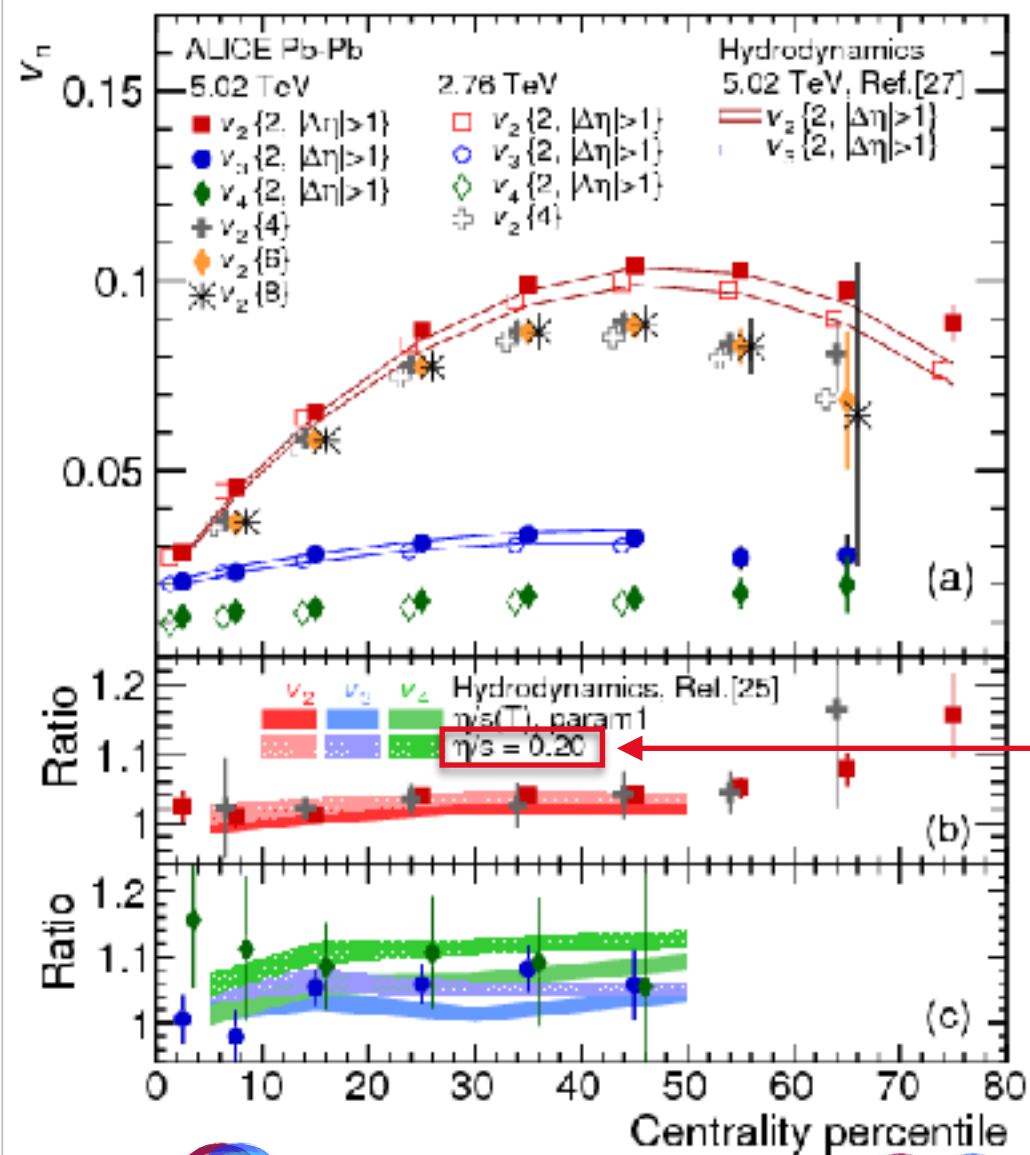 vₙ
ALICE Pb-Pb
5.02 TeV
v₂{2, |Δη|>1}
v₃{2, |Δη|>1}
v₄{2, |Δη|>1}
v₂{4}
v₂{6}
v₂{8}
2.76 TeV
v₂{2, |Δη|>1}
v₃{2, |Δη|>1}
v₄{2, |Δη|>1}
v₂{4}
Hydrodynamics
5.02 TeV, Ref.[27]
v₂{2, |Δη|>1}
v₃{2, |Δη|>1}
0.15
0.1
0.05
(a)
Ratio
1.2
1.1
1
v₂ v₃ v₄ Hydrodynamics, Ref.[25]
η/s(T), param1
η/s = 0.20
(b)
Ratio
1.2
1.1
1
(c)
0 10 20 30 40 50 60 70 80
Centrality percentile